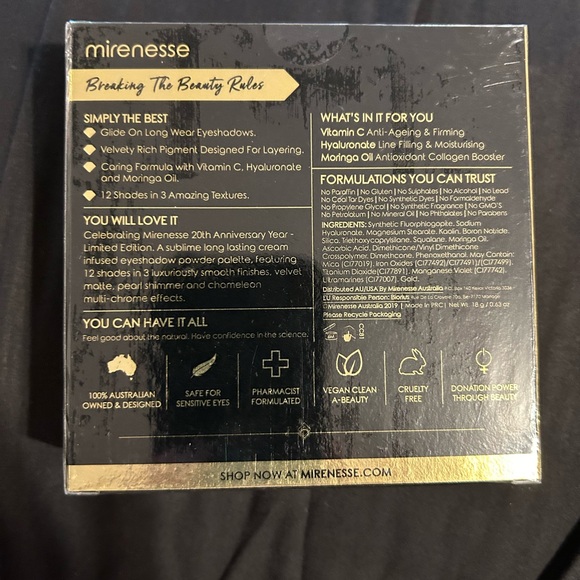 mirenesse
Breaking The Beauty Rules
SIMPLY THE BEST
Glide On Long Wear Eyeshadows.
Velvety Rich Pigment Designed For Layering.
Caring Formula with Vitamin C, Hyaluronate
and Moringa Oil.
12 Shades in 3 Amazing Textures.
YOU WILL LOVE IT
Celebrating Mirenesse 20th Anniversary Year -
Limited Edition. A sublime long lasting cream
infused eyeshadow powder palette, featuring
12 shades in 3 luxuriously smooth finishes, velvet
matte, pearl shimmer and chameleon
multi-chrome effects.
YOU CAN HAVE IT ALL
Feel good about the natural. Have confidence in the science.
WHAT'S IN IT FOR YOU
Vitamin C Anti-Ageing & Firming
Hyaluronate Line Filling & Moisturising
Moringa Oil Antioxidant Collagen Booster
FORMULATIONS YOU CAN TRUST
No Paraffin | No Gluten | No Sulphates | No Alcohol | No Lead
No Coal Tar Dyes | No Synthetic Dyes | No Formaldehyde
No Propylene Glycol | No Synthetic Fragrance | No GMO'S
No Petrolatum | No Mineral Oil | No Phthalates | No Parabens
INGREDIENTS: Synthetic Fluorphlogopite, Sodium
Hyaluronate, Magnesium Stearate, Kaolin, Boron Nitride,
Silica, Triethoxycaprylylsilane, Squalane, Moringa Oil,
Ascorbic Acid, Dimethicone/Vinyl Dimethicone
Crosspolymer, Dimethicone, Phenoxethanol. May Contain:
Mica (CI77019), Iron Oxides (CI77492)/(CI77491)/(CI77499),
Titanium Dioxide(CI77891), Manganese Violet (CI77742),
Ultramarines (CI77007), Gold.
Distributed AU/USA By Mirenesse Australia
EU Responsible Person: Biorius
Mirenesse Australia 2019 | Made in PRC | Net Wt. 18 g / 0.63 oz
Please Recycle Packaging
100% AUSTRALIAN
OWNED & DESIGNED
SAFE FOR
SENSITIVE EYES
PHARMACIST
FORMULATED
VEGAN CLEAN
A-BEAUTY
CRUELTY
FREE
DONATION POWER
THROUGH BEAUTY
SHOP NOW AT MIRENESSE.COM